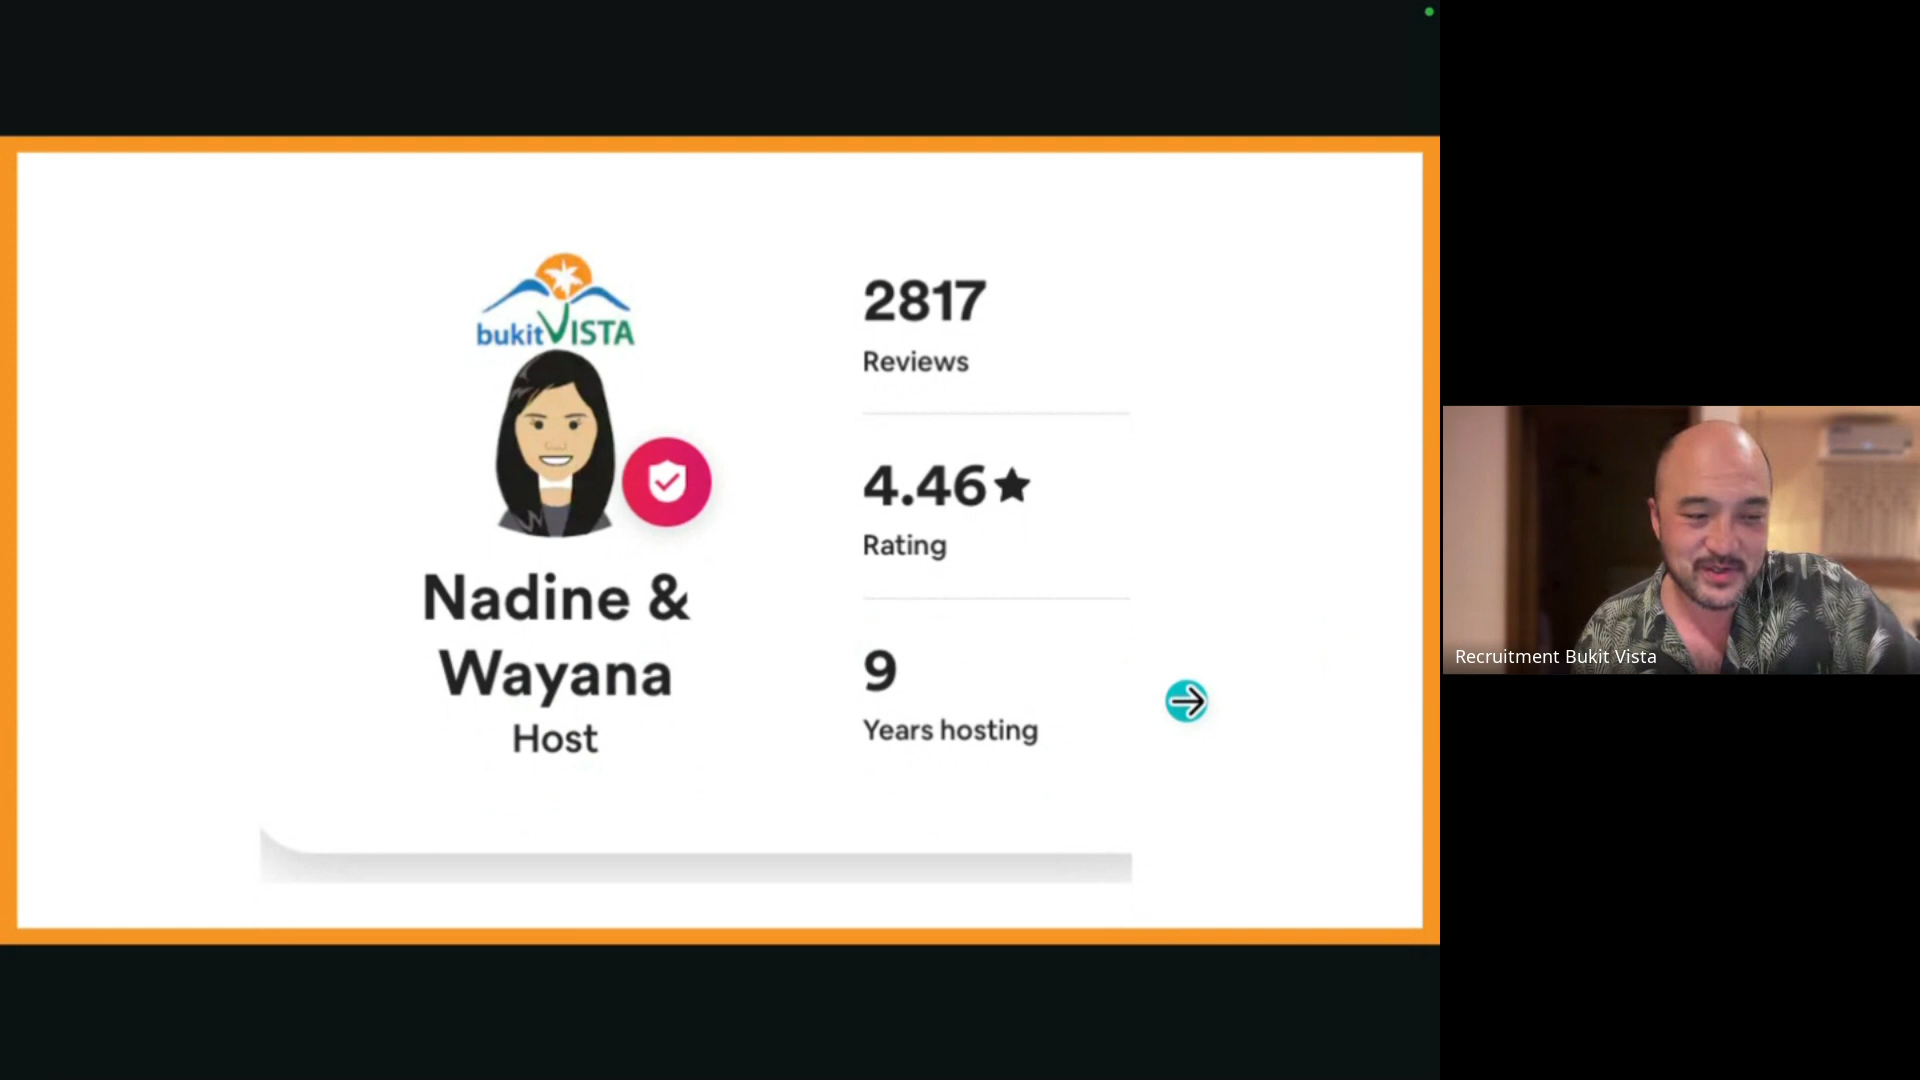 bukitVISTA
Nadine &
Wayana
Host
2817
Reviews
4.46★
Rating
9
Years hosting
Recruitment Bukit Vista